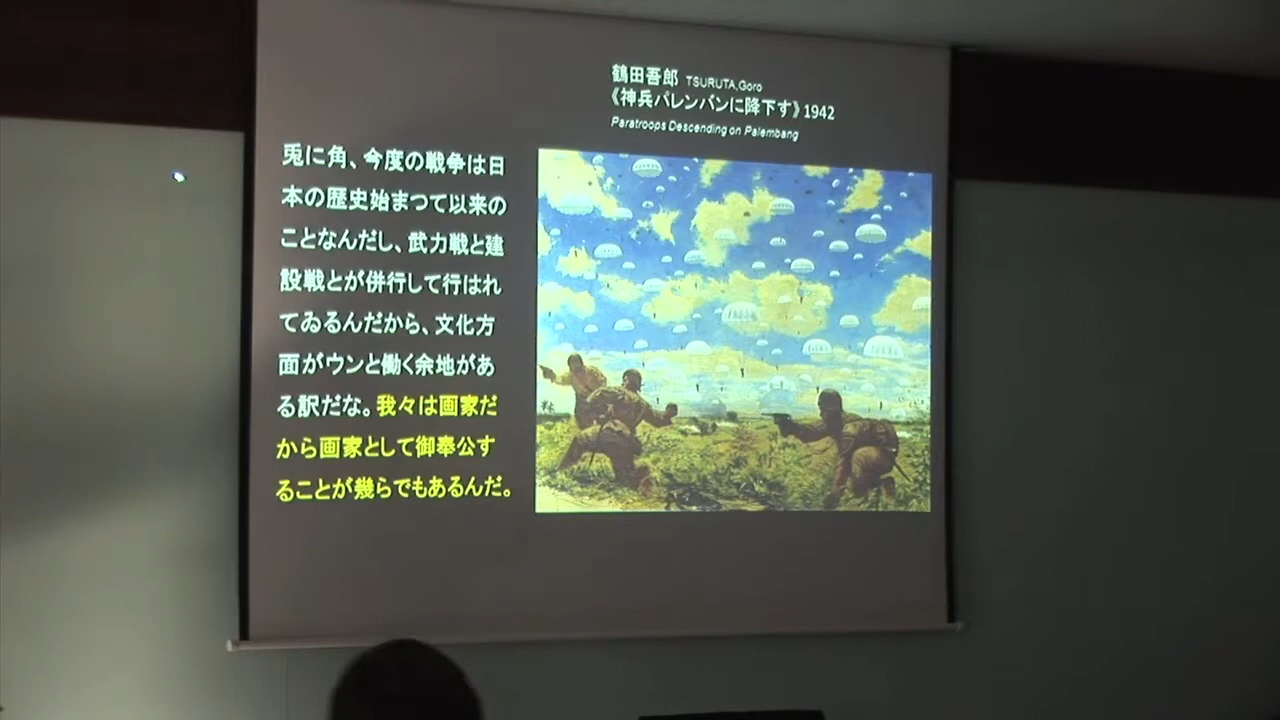 鶴田吾郎 TSURUTA,Goro
《神兵パレンバンに降下す》1942
Paratroops Descending on Palembang
兎に角、今度の戦争は日
本の歴史始まつて以来の
ことなんだし、武力戦と建
設戦とが併行して行はれ
てゐるんだから、文化方
面がウンと働く余地があ
る訳だな。我々は画家だ
から画家として御奉公す
ることが幾らでもあるんだ。